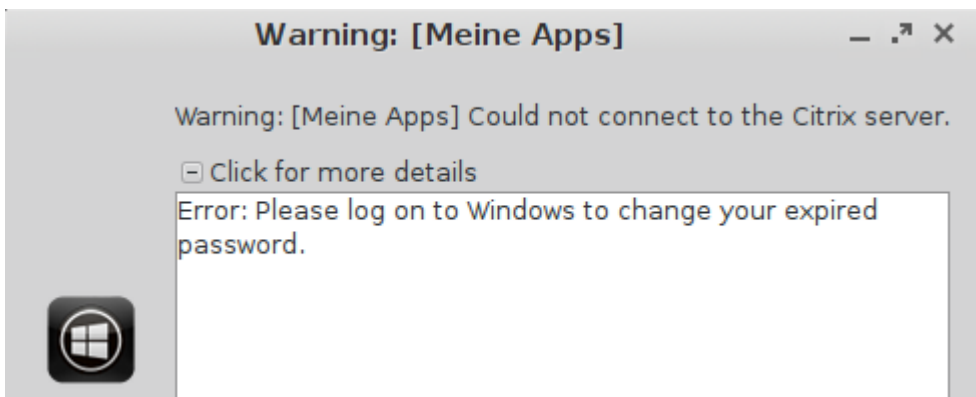 Warning: [Meine Apps]
Warning: [Meine Apps] Could not connect to the Citrix server.
Click for more details
Error: Please log on to Windows to change your expired
password.